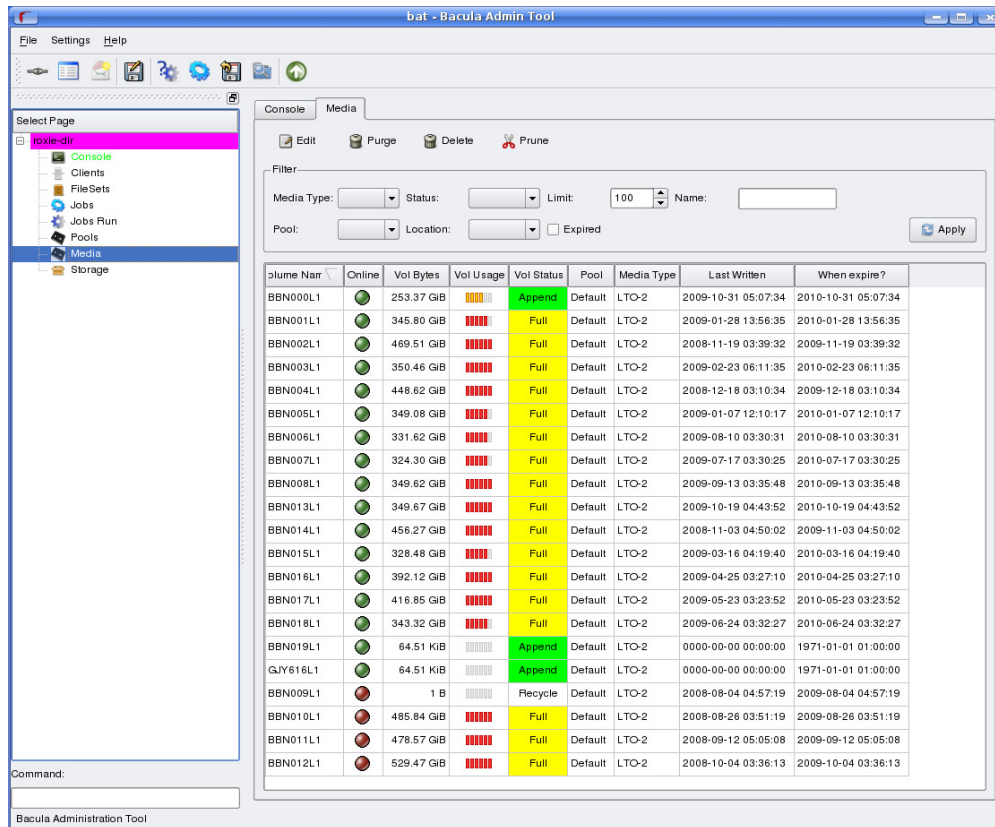 bat - Bacula Admin Tool
File Settings Help
Select Page
roxie-dir
Console
Clients
FileSets
Jobs
Jobs Run
Pools
Media
Storage
Command:
Bacula Administration Tool
Console Media
Edit Purge Delete Prune
Filter
Media Type: Status: Limit: 100 Name:
Pool: Location: Expired Apply
olume Nam Online Vol Bytes Vol Usage Vol Status Pool Media Type Last Written When expire?
BBN000L1 253.37 GiB Append Default LTO-2 2009-10-31 05:07:34 2010-10-31 05:07:34
BBN001L1 345.80 GiB Full Default LTO-2 2009-01-28 13:56:35 2010-01-28 13:56:35
BBN002L1 469.51 GiB Full Default LTO-2 2008-11-19 03:39:32 2009-11-19 03:39:32
BBN003L1 350.46 GiB Full Default LTO-2 2009-02-23 06:11:35 2010-02-23 06:11:35
BBN004L1 448.62 GiB Full Default LTO-2 2008-12-18 03:10:34 2009-12-18 03:10:34
BBN005L1 349.08 GiB Full Default LTO-2 2009-01-07 12:10:17 2010-01-07 12:10:17
BBN006L1 331.62 GiB Full Default LTO-2 2009-08-10 03:30:31 2010-08-10 03:30:31
BBN007L1 324.30 GiB Full Default LTO-2 2009-07-17 03:30:25 2010-07-17 03:30:25
BBN008L1 349.62 GiB Full Default LTO-2 2009-09-13 03:35:48 2010-09-13 03:35:48
BBN013L1 349.67 GiB Full Default LTO-2 2009-10-19 04:43:52 2010-10-19 04:43:52
BBN014L1 456.27 GiB Full Default LTO-2 2008-11-03 04:50:02 2009-11-03 04:50:02
BBN015L1 328.48 GiB Full Default LTO-2 2009-03-16 04:19:40 2010-03-16 04:19:40
BBN016L1 392.12 GiB Full Default LTO-2 2009-04-25 03:27:10 2010-04-25 03:27:10
BBN017L1 416.85 GiB Full Default LTO-2 2009-05-23 03:23:52 2010-05-23 03:23:52
BBN018L1 343.32 GiB Full Default LTO-2 2009-06-24 03:32:27 2010-06-24 03:32:27
BBN019L1 64.51 KiB Append Default LTO-2 0000-00-00 00:00:00 1971-01-01 01:00:00
GJY616L1 64.51 KiB Append Default LTO-2 0000-00-00 00:00:00 1971-01-01 01:00:00
BBN009L1 1 B Recycle Default LTO-2 2008-08-04 04:57:19 2009-08-04 04:57:19
BBN010L1 485.84 GiB Full Default LTO-2 2008-08-26 03:51:19 2009-08-26 03:51:19
BBN011L1 478.57 GiB Full Default LTO-2 2008-09-12 05:05:08 2009-09-12 05:05:08
BBN012L1 529.47 GiB Full Default LTO-2 2008-10-04 03:36:13 2009-10-04 03:36:13